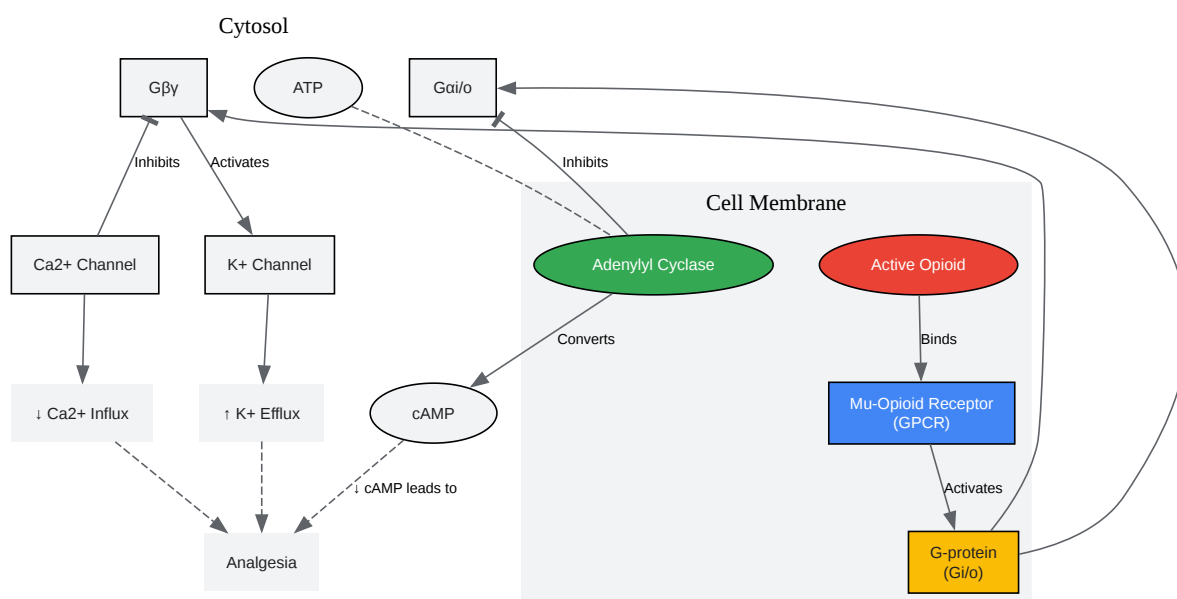 Cytosol
Gβγ
ATP
Gαi/o
Inhibits
Activates
Inhibits
Cell Membrane
Ca2+ Channel
K+ Channel
Adenylyl Cyclase
Active Opioid
Converts
Binds
↓ Ca2+ Influx
↑ K+ Efflux
cAMP
Mu-Opioid Receptor
(GPCR)
↓ cAMP leads to
Activates
Analgesia
G-protein
(Gi/o)